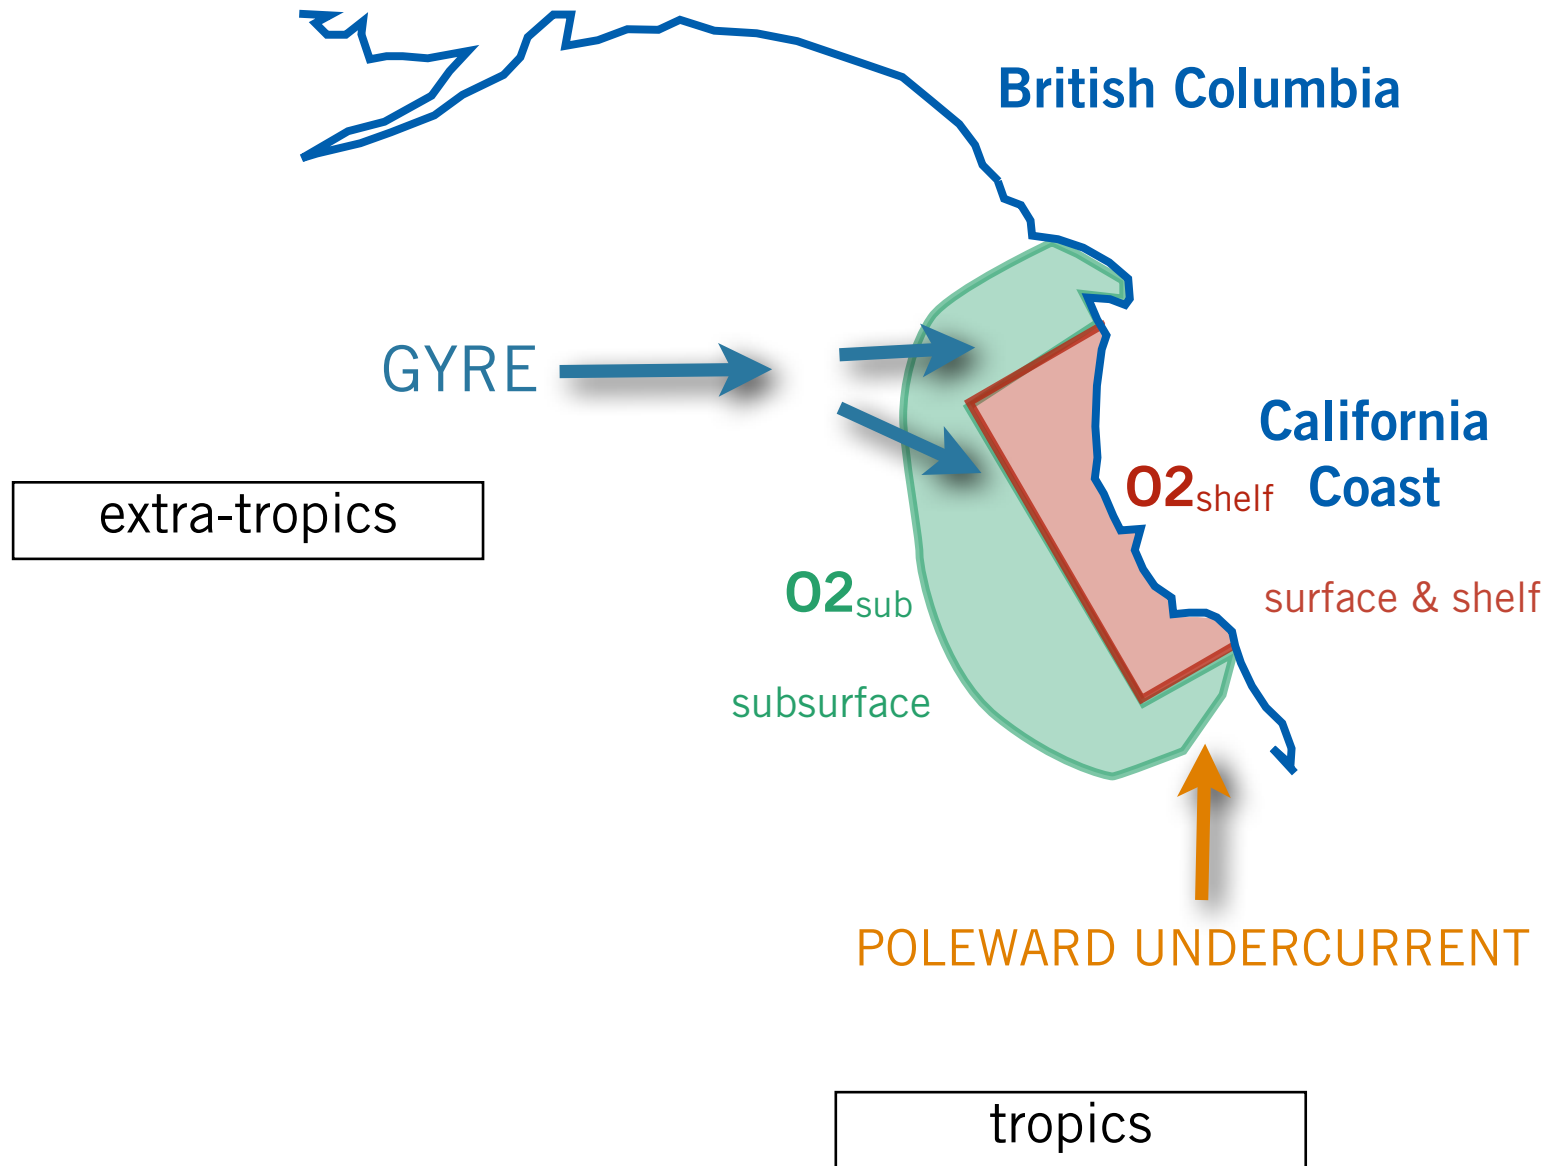 British Columbia
GYRE
California
Coast
O2shelf
extra-tropics
O2sub
surface & shelf
subsurface
POLEWARD UNDERCURRENT
tropics